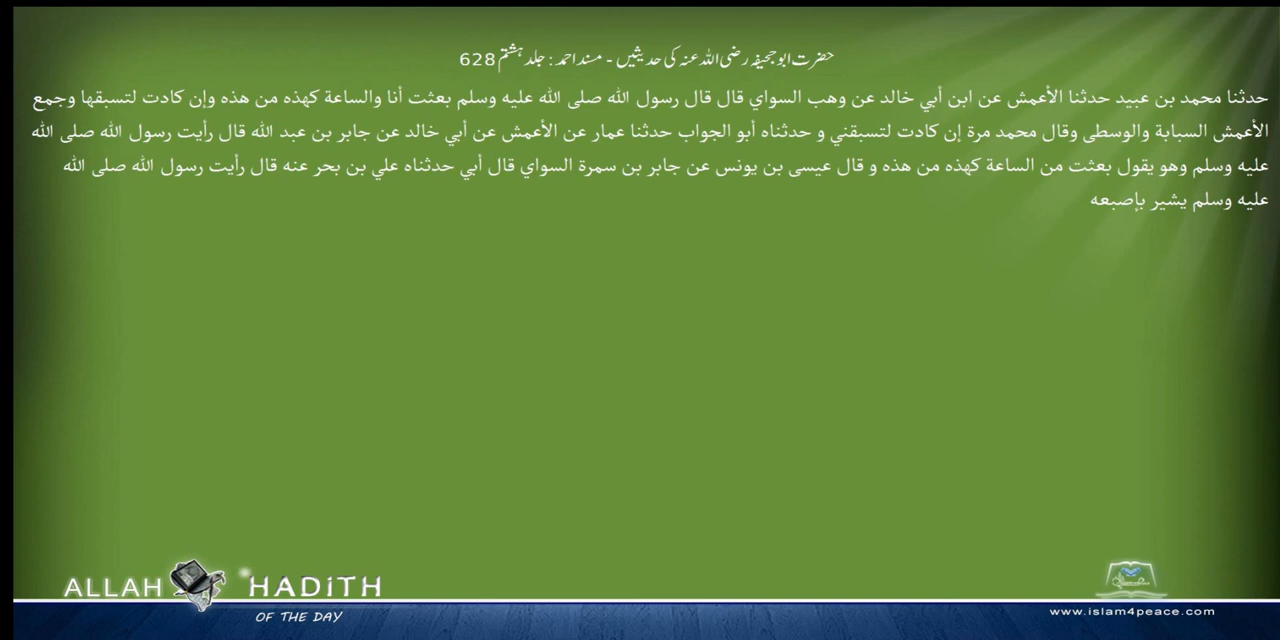 حضرت ابو جحیفہ رضی اللہ عنہ کی حدیثیں - مسند احمد : جلد ہشتم 628
حدثنا محمد بن عبيد حدثنا الأعمش عن ابن أبي خالد عن وهب السواي قال قال رسول الله صلى الله عليه وسلم بعثت أنا والساعة كهذه من هذه وإن كادت لتسبقها وجمع
الأعمش السبابة والوسطى وقال محمد مرة إن كادت لتسبقني و حدثناه أبو الجواب حدثنا عمار عن الأعمش عن أبي خالد عن جابر بن عبد الله قال رأيت رسول الله صلى الله
عليه وسلم وهو يقول بعثت من الساعة كهذه من هذه و قال عيسى بن يونس عن جابر بن سمرة السواي قال أبي حدثناه علي بن بحر عنه قال رأيت رسول الله صلى الله
عليه وسلم يشير بإصبعه
ALLAH HADITH
OF THE DAY
www.islam4peace.com